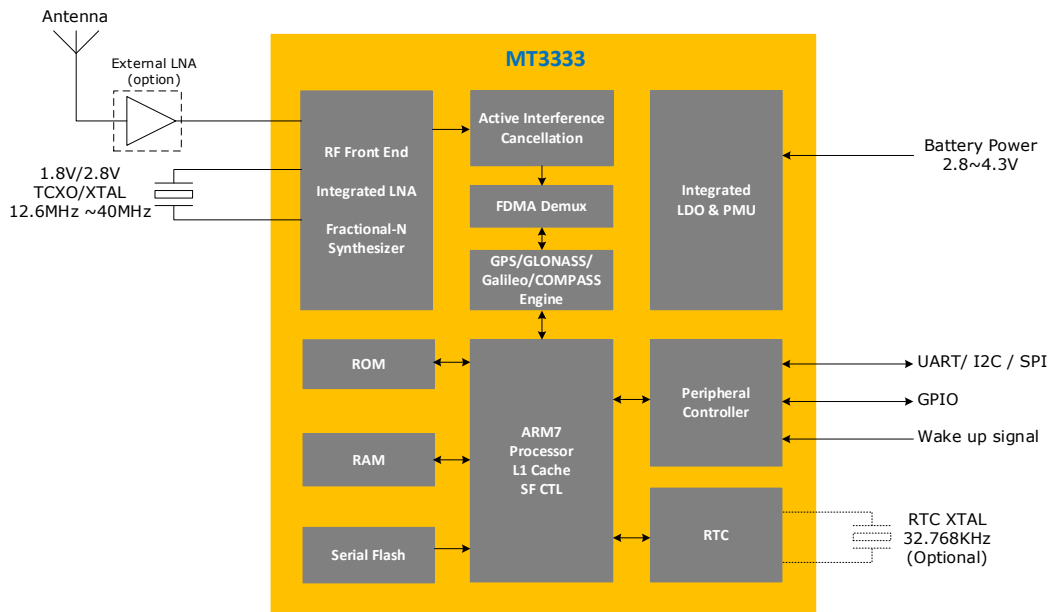 Antenna
External LNA
(option)
1.8V/2.8V
TCXO/XTAL
12.6MHz ~40MHz
MT3333
RF Front End
Integrated LNA
Fractional-N
Synthesizer
Active Interference
Cancellation
FDMA Demux
GPS/GLONASS/
Galileo/COMPASS
Engine
Integrated
LDO & PMU
Battery Power
2.8~4.3V
ROM
RAM
Serial Flash
ARM7
Processor
L1 Cache
SF CTL
Peripheral
Controller
RTC
UART/ I2C / SPI
GPIO
Wake up signal
RTC XTAL
32.768KHz
(Optional)